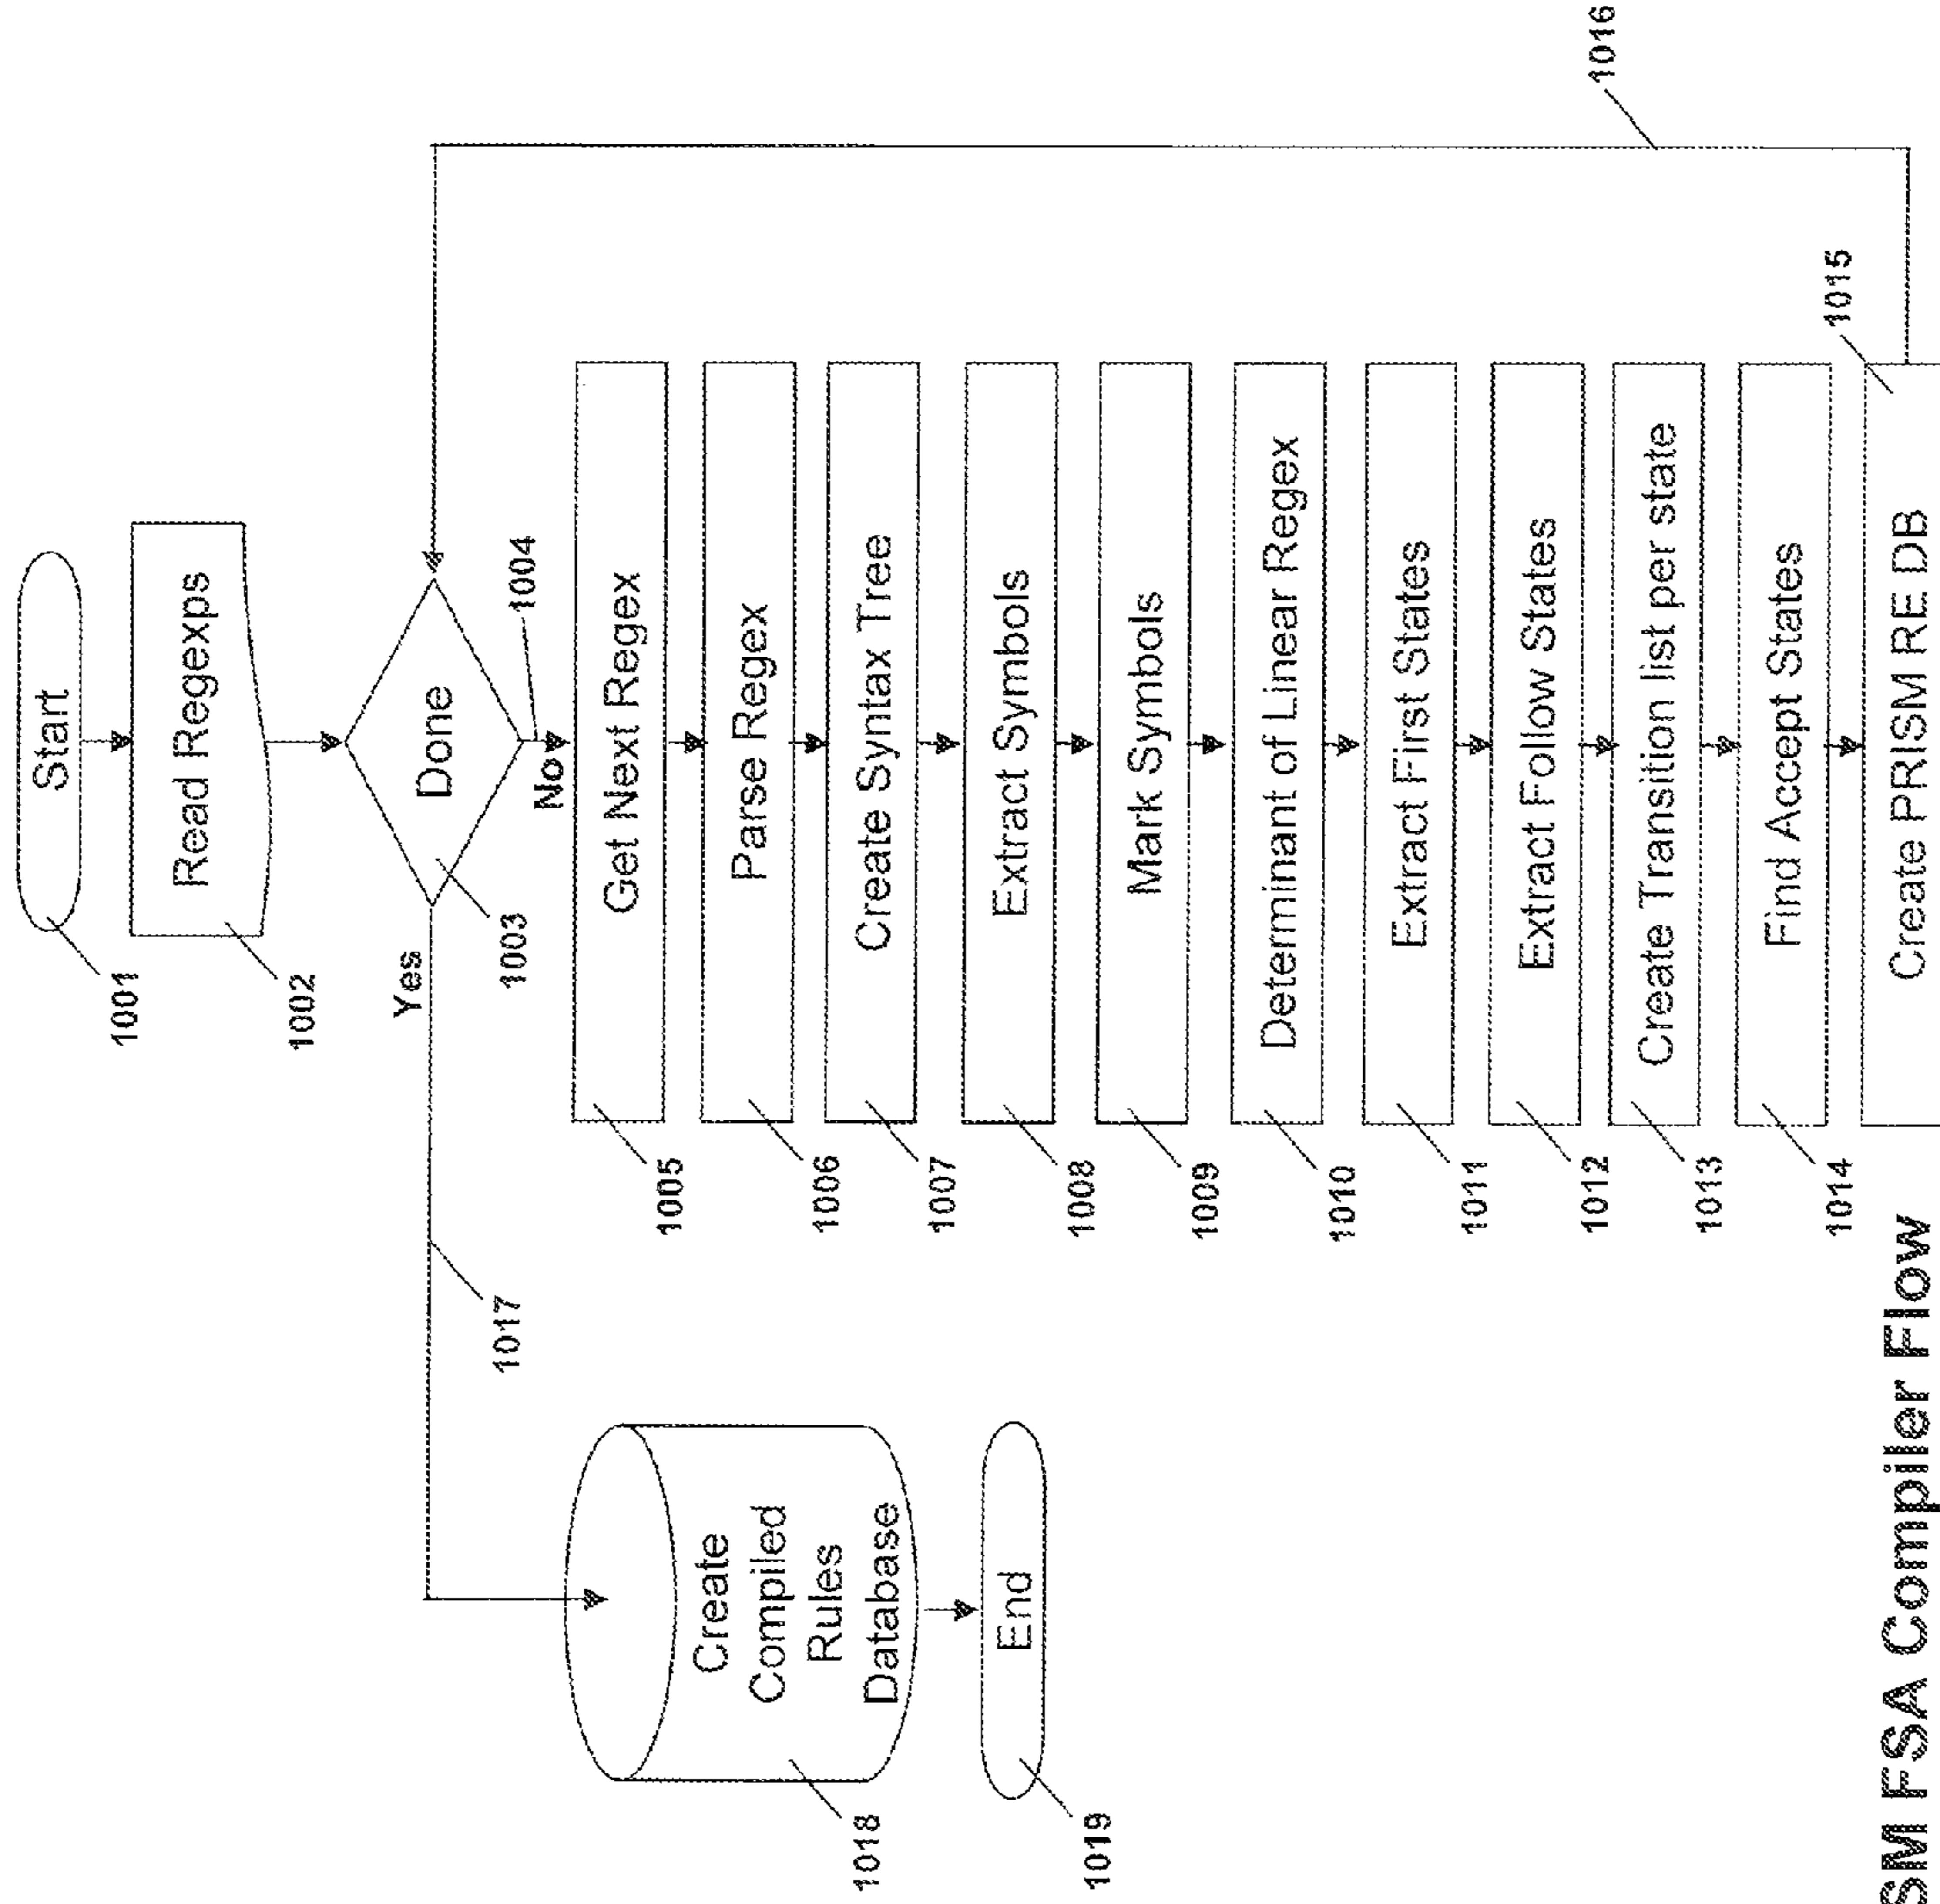 Start
1001
Read Regexps
1002
Done
1003
Yes
No
1004
Get Next Regex
1005
Parse Regex
1006
Create Syntax Tree
1007
Extract Symbols
1008
Mark Symbols
1009
Determinant of Linear Regex
1010
Extract First States
1011
Extract Follow States
1012
Create Transition list per state
1013
Find Accept States
1014
Create PRISM RE DB
1015
1016
1017
Create
Compiled
Rules
Database
1018
End
1019
SM FSA Compiler Flow